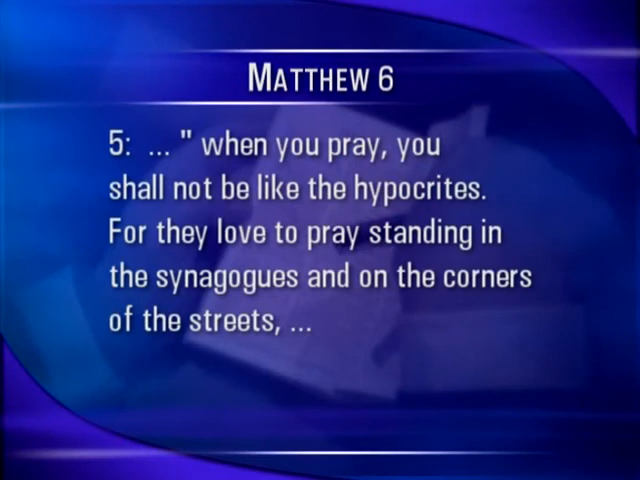 MATTHEW 6
5: ... " when you pray, you
shall not be like the hypocrites.
For they love to pray standing in
the synagogues and on the corners
of the streets, ...